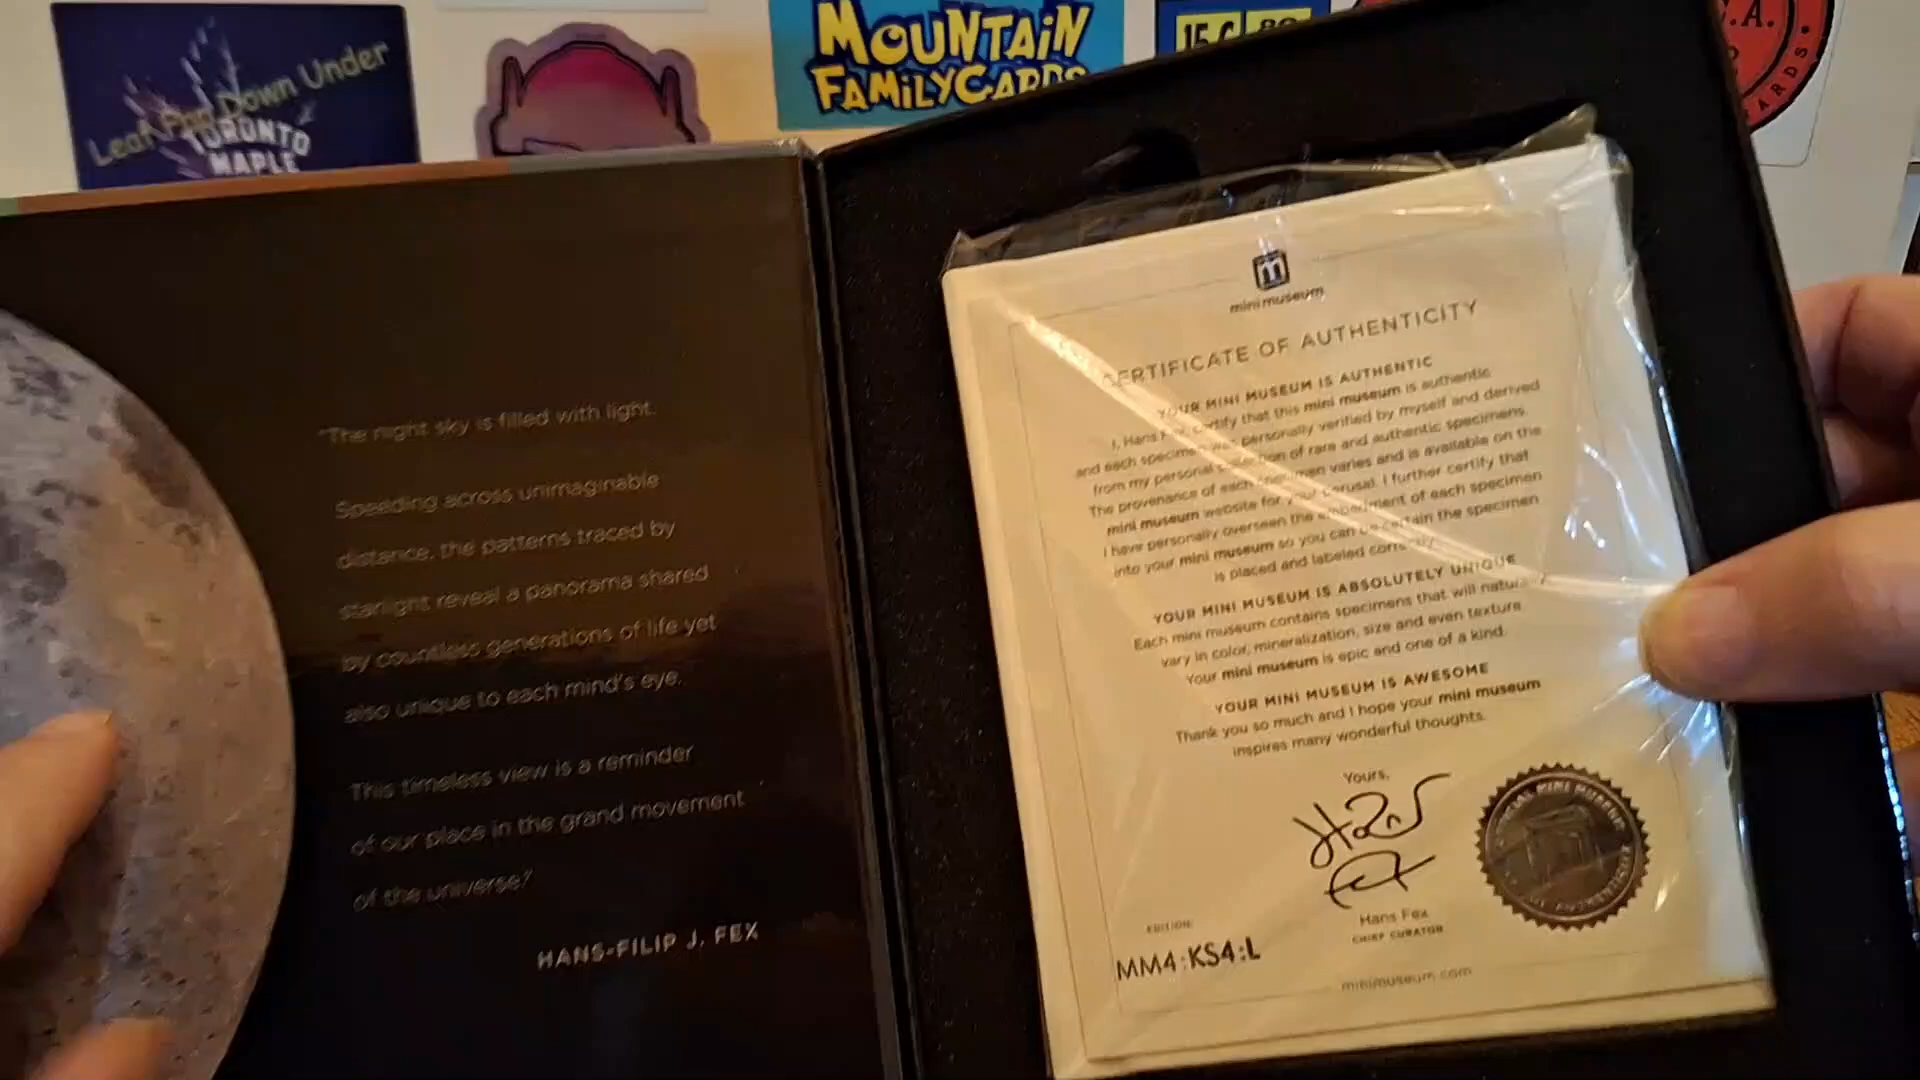 Leaf Pap Down Under
TORONTO
MAPLE
MOUNTAIN
FAMILYCARDS
"The night sky is filled with light.
Speeding across unimaginable
distance, the patterns traced by
starlight reveal a panorama shared
by countless generations of life yet
also unique to each mind's eye.
This timeless view is a reminder
of our place in the grand movement
of the universe."
HANS-FILIP J. FEX
m
mini museum
CERTIFICATE OF AUTHENTICITY
YOUR MINI MUSEUM IS AUTHENTIC
I, Hans Fex, certify that this mini museum is authentic
and each specimen was personally verified by myself and derived
from my personal collection of rare and authentic specimens.
The provenance of each specimen varies and is available on the
mini museum website for your perusal. I further certify that
I have personally overseen the embedment of each specimen
into your mini museum so you can be certain the specimen
is placed and labeled correctly.
YOUR MINI MUSEUM IS ABSOLUTELY UNIQUE
Each mini museum contains specimens that will naturally
vary in color, mineralization, size and even texture.
Your mini museum is epic and one of a kind.
YOUR MINI MUSEUM IS AWESOME
Thank you so much and I hope your mini museum
inspires many wonderful thoughts.
Yours,
Hans
Fex
Hans Fex
CHIEF CURATOR
EDITION:
MM4:KS4:L
minimuseum.com
MINI MUSEUM